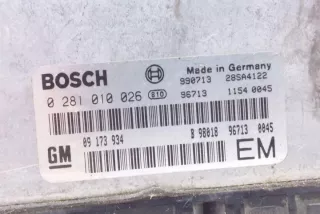 BOSCH
Made in Germany
990713 28SA4122
0 281 010 026 E10 96713 1154 0045
09 173 934 B 98018 96713 0045
GM EM